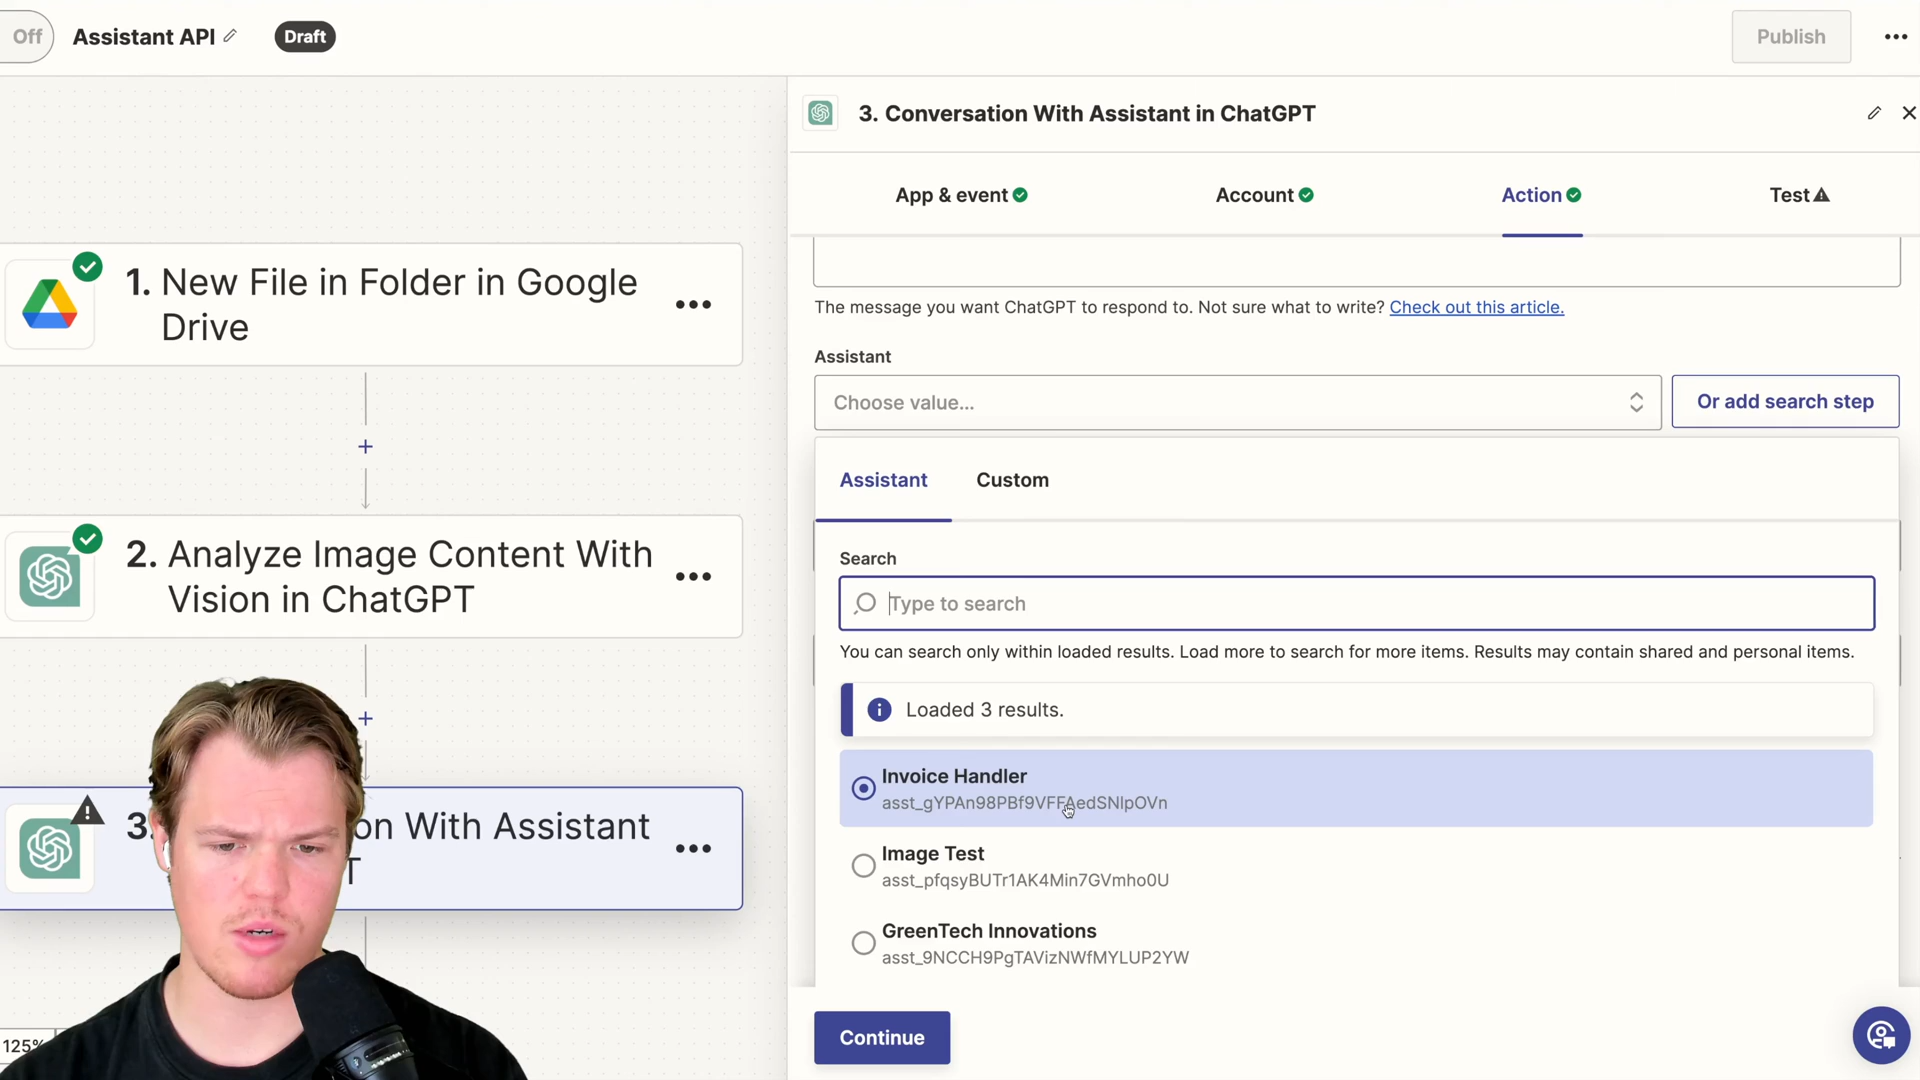 Off
Assistant API
Draft
Publish
3. Conversation With Assistant in ChatGPT
App & event
Account
Action
Test
1. New File in Folder in Google
Drive
2. Analyze Image Content With
Vision in ChatGPT
3.
on With Assistant
T
125%
The message you want ChatGPT to respond to. Not sure what to write? Check out this article.
Assistant
Choose value...
Or add search step
Assistant
Custom
Search
Type to search
You can search only within loaded results. Load more to search for more items. Results may contain shared and personal items.
Loaded 3 results.
Invoice Handler
asst_gYPAn98PBf9VFFAedSNlpOVn
Image Test
asst_pfqsyBUTr1AK4Min7GVmho0U
GreenTech Innovations
asst_9NCCH9PgTAVizNWfMYLUP2YW
Continue